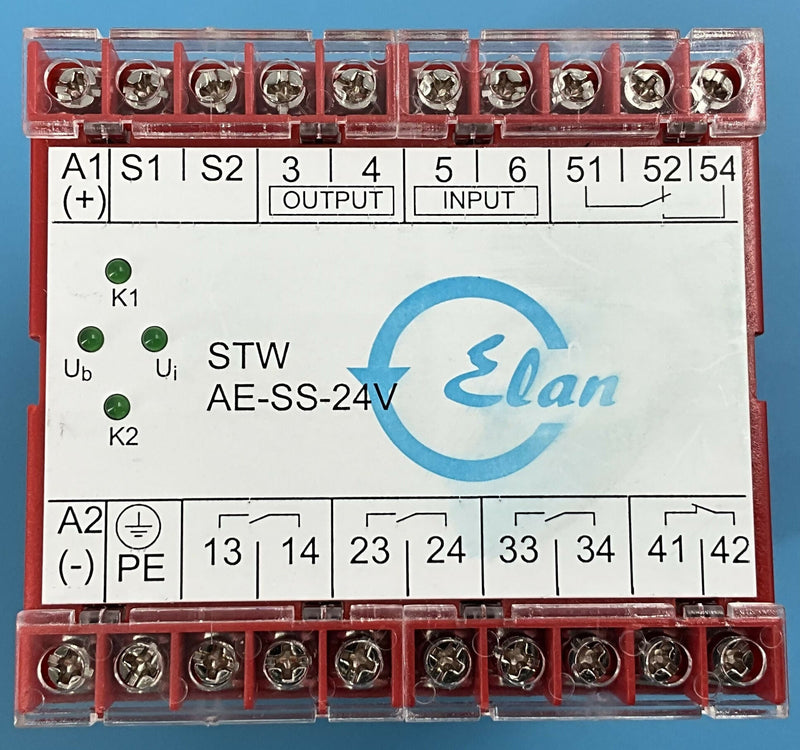 A1 S1 S2 3 4 5 6 51 52 54
(+) OUTPUT INPUT
K1
Ub Ui
STW
AE-SS-24V
Elan
K2
A2 13 14 23 24 33 34 41 42
(-) PE